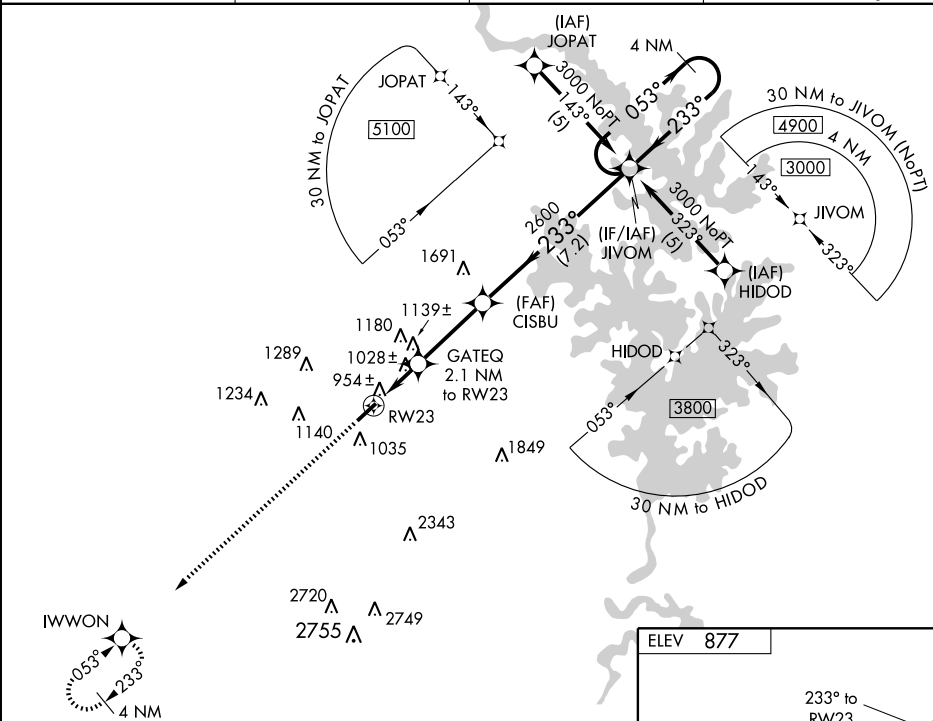 (IAF)
JOPAT
4 NM
3000 NoPT
143°
(5)
053°
233°
JOPAT
143°
5100
053°
30 NM to JOPAT
30 NM to JIVOM (NoPT)
4900
4 NM
3000
143°
JIVOM
323°
3000 NoPT
323°
(5)
(IF/IAF)
JIVOM
(IAF)
HIDOD
2600
233°
(7.2)
1691
(FAF)
CISBU
1139±
1180
1028±
1289
GATEQ
2.1 NM
to RW23
954±
1234
RW23
1140
1035
HIDOD
323°
053°
3800
30 NM to HIDOD
1849
2343
2720
2749
2755
IWWON
053°
233°
4 NM
ELEV 877
233° to
RW23